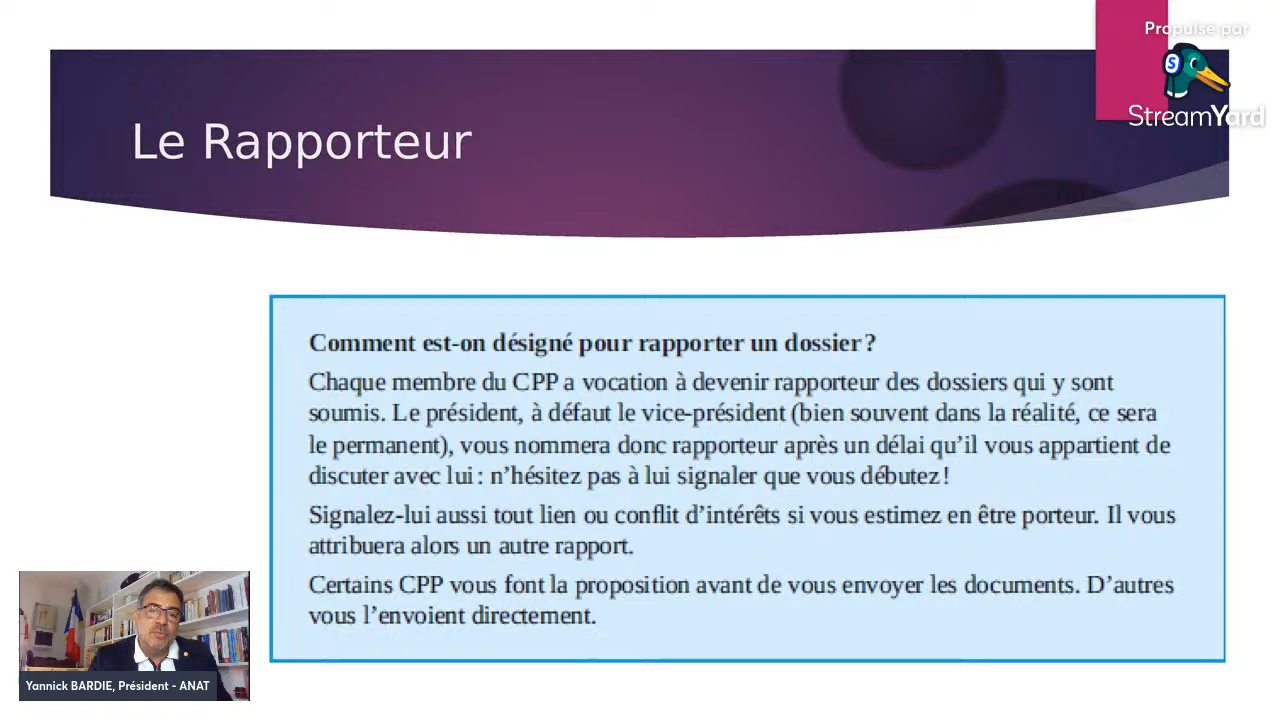 Propulsé par
StreamYard
Le Rapporteur
Comment est-on désigné pour rapporter un dossier ?
Chaque membre du CPP a vocation à devenir rapporteur des dossiers qui y sont
soumis. Le président, à défaut le vice-président (bien souvent dans la réalité, ce sera
le permanent), vous nommera donc rapporteur après un délai qu’il vous appartient de
discuter avec lui : n’hésitez pas à lui signaler que vous débutez !
Signalez-lui aussi tout lien ou conflit d’intérêts si vous estimez en être porteur. Il vous
attribuera alors un autre rapport.
Certains CPP vous font la proposition avant de vous envoyer les documents. D’autres
vous l’envoient directement.
Yannick BARDIE, Président - ANAT